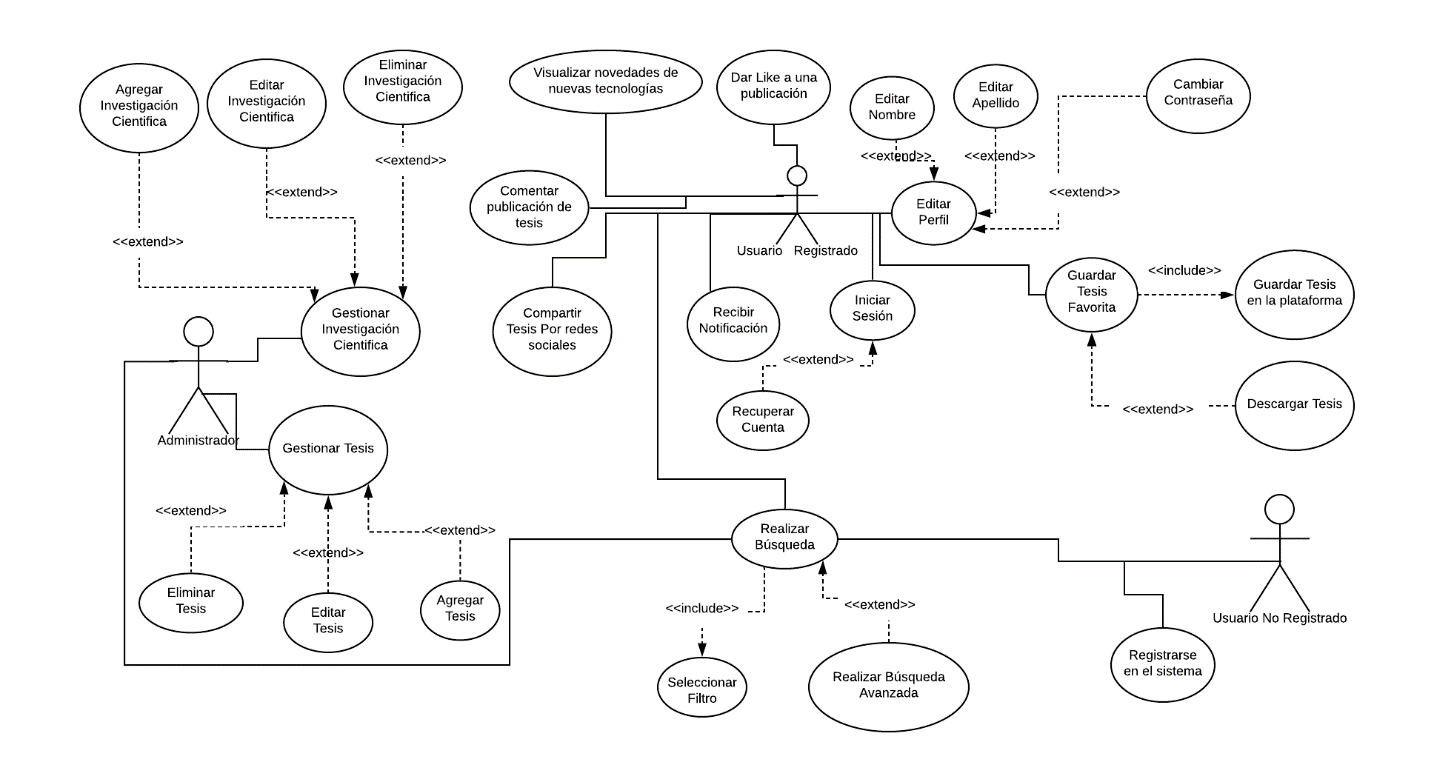 Agregar
Investigación
Cientifica
Editar
Investigación
Cientifica
Eliminar
Investigación
Cientifica
<<extend>>
<<extend>>
<<extend>>
Gestionar
Investigación
Cientifica
Administrador
Gestionar Tesis
<<extend>>
<<extend>>
<<extend>>
Eliminar
Tesis
Editar
Tesis
Agregar
Tesis
Visualizar novedades de
nuevas tecnologías
Dar Like a una
publicación
Editar
Nombre
Editar
Apellido
Cambiar
Contraseña
<<extend>>
<<extend>>
<<extend>>
Comentar
publicación de
tesis
Editar
Perfil
Usuario Registrado
Compartir
Tesis Por redes
sociales
Recibir
Notificación
Iniciar
Sesión
<<extend>>
Recuperar
Cuenta
Guardar
Tesis
Favorita
<<include>>
Guardar Tesis
en la plataforma
<<extend>>
Descargar Tesis
Realizar
Búsqueda
<<include>>
<<extend>>
Seleccionar
Filtro
Realizar Búsqueda
Avanzada
Usuario No Registrado
Registrarse
en el sistema